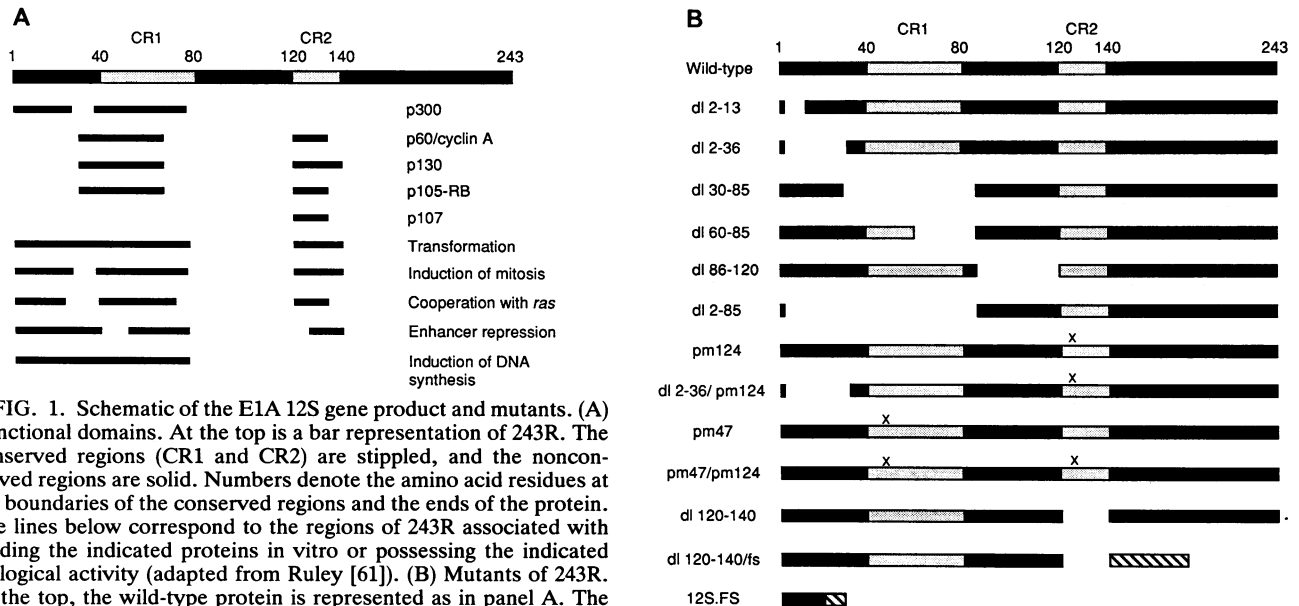 A
CR1 CR2
1 40 80 120 140 243
p300
p60/cyclin A
p130
p105-RB
p107
Transformation
Induction of mitosis
Cooperation with ras
Enhancer repression
Induction of DNA
synthesis
FIG. 1. Schematic of the E1A 12S gene product and mutants. (A)
nctional domains. At the top is a bar representation of 243R. The
nserved regions (CR1 and CR2) are stippled, and the noncon-
ved regions are solid. Numbers denote the amino acid residues at
boundaries of the conserved regions and the ends of the protein.
e lines below correspond to the regions of 243R associated with
ding the indicated proteins in vitro or possessing the indicated
logical activity (adapted from Ruley [61]). (B) Mutants of 243R.
the top, the wild-type protein is represented as in panel A. The
B
CR1 CR2
1 40 80 120 140 243
Wild-type
dl 2-13
dl 2-36
dl 30-85
dl 60-85
dl 86-120
dl 2-85
x
pm124
x
dl 2-36/ pm124
x
pm47
x x
pm47/pm124
dl 120-140
dl 120-140/fs
12S.FS